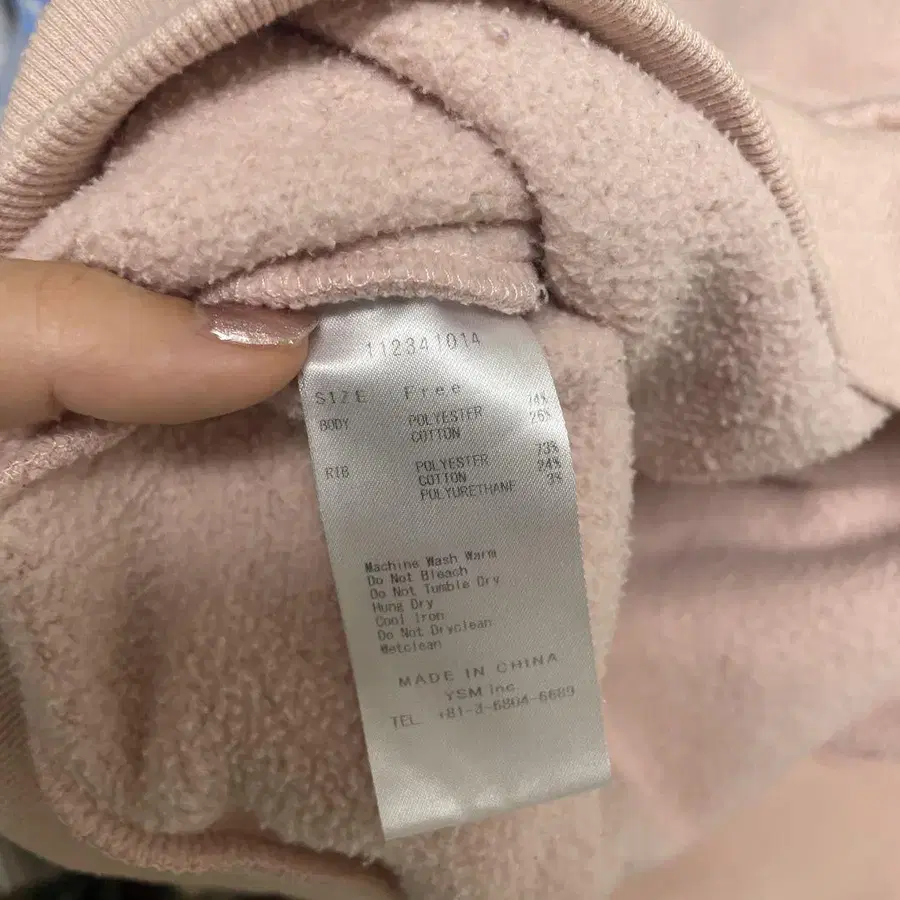 112341014
SIZE Free
BODY POLYESTER 74%
COTTON 26%
RIB POLYESTER 73%
COTTON 24%
POLYURETHANE 3%
Machine Wash Warm
Do Not Bleach
Do Not Tumble Dry
Hung Dry
Cool Iron
Do Not Dryclean
Wetclean
MADE IN CHINA
YSM Inc.
TEL +81-3-6804-6689